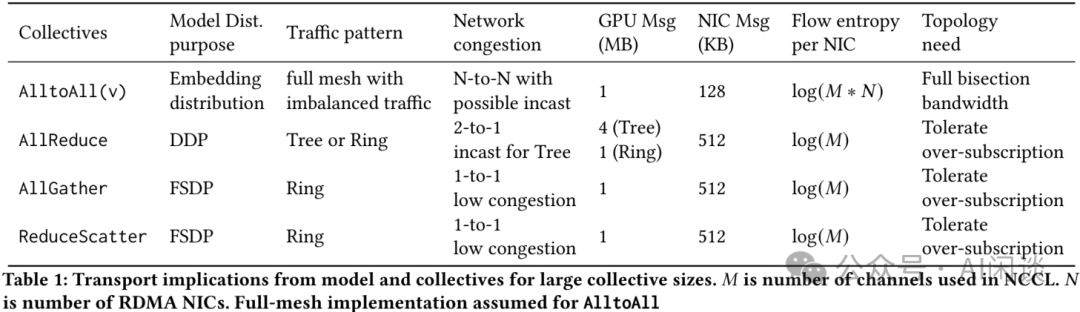 Collectives Model Dist. purpose Traffic pattern Network congestion GPU Msg (MB) NIC Msg (KB) Flow entropy per NIC Topology need
AlltoAll(v) Embedding distribution full mesh with imbalanced traffic N-to-N with possible incast 1 128 log(M * N) Full bisection bandwidth
AllReduce DDP Tree or Ring 2-to-1 incast for Tree 4 (Tree) 1 (Ring) 512 log(M) Tolerate over-subscription
AllGather FSDP Ring 1-to-1 low congestion 1 512 log(M) Tolerate over-subscription
ReduceScatter FSDP Ring 1-to-1 low congestion 1 512 log(M) Tolerate over-subscription
Table 1: Transport implications from model and collectives for large collective sizes. M is number of channels used in NCCL. N
is number of RDMA NICs. Full-mesh implementation assumed for AlltoAll
公众号 · AI闲谈